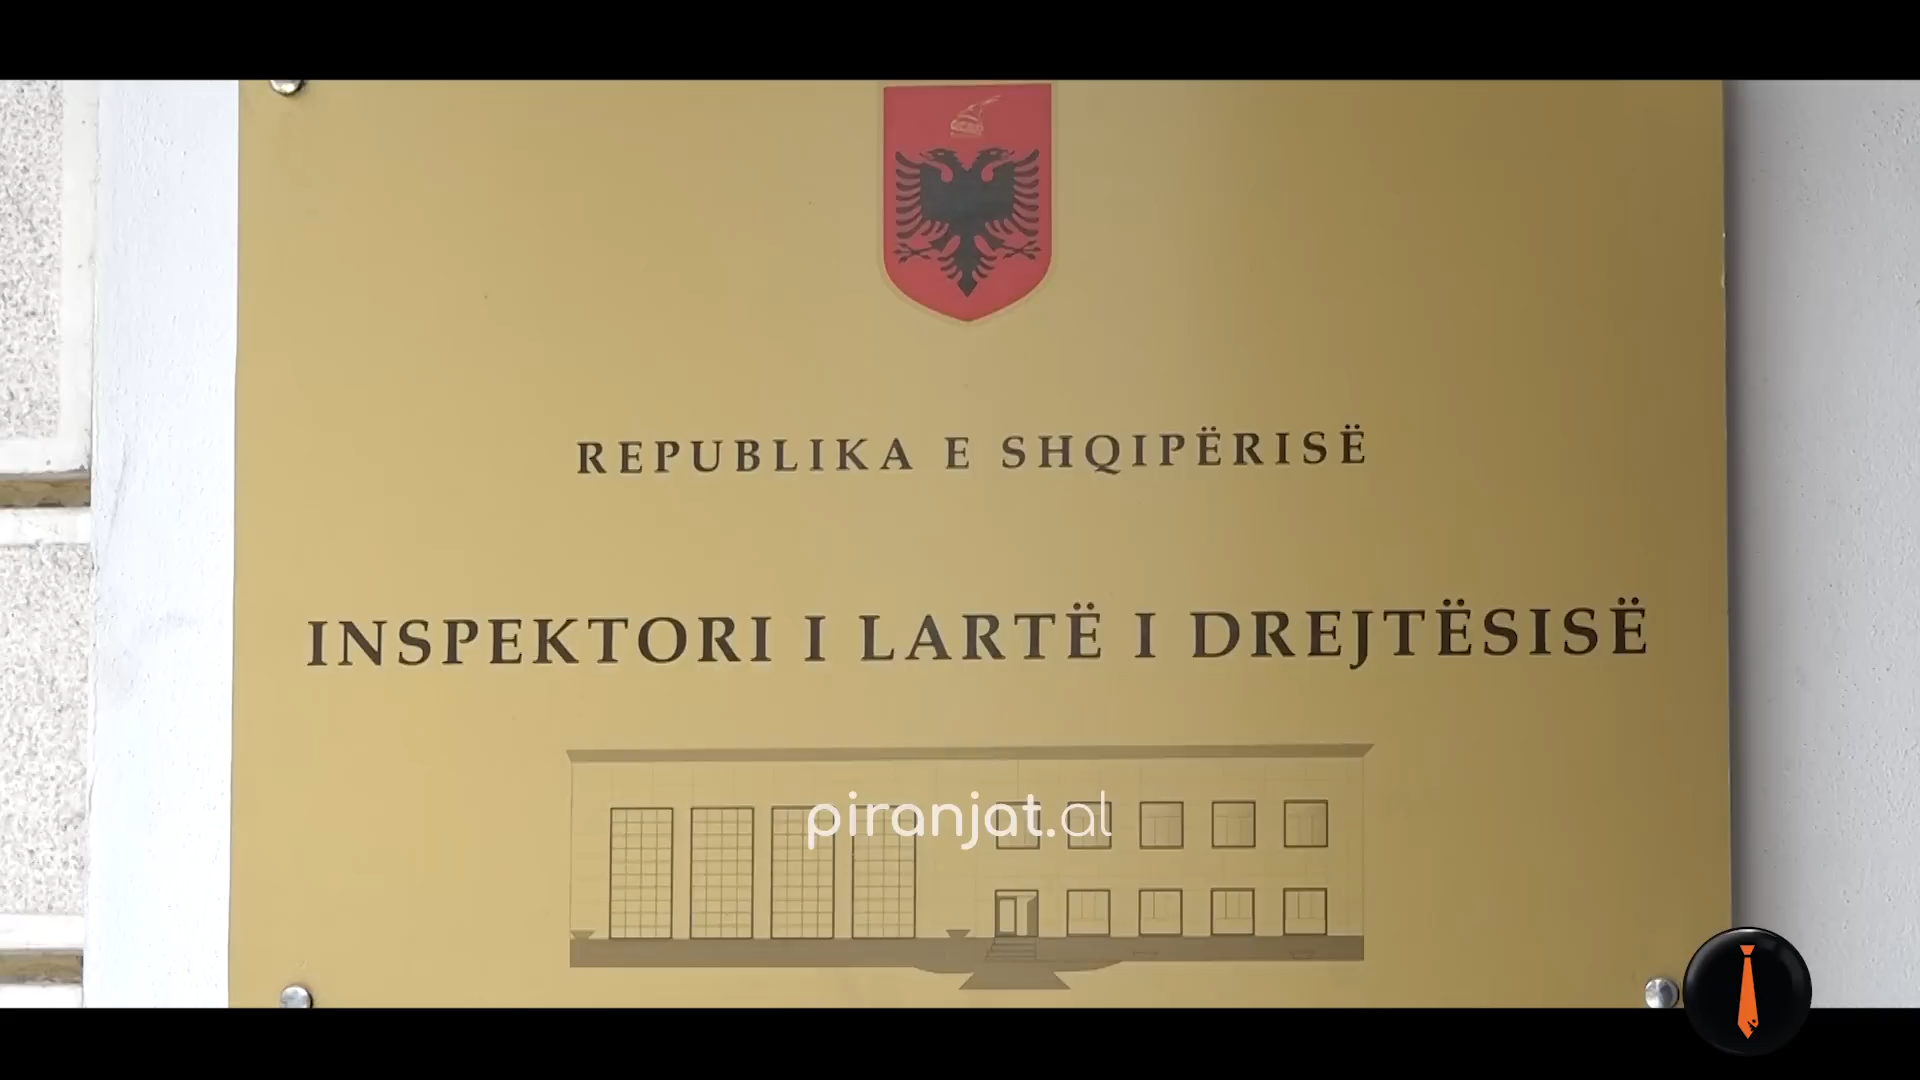 REPUBLIKA E SHQIPËRISË
INSPEKTORI I LARTË I DREJTËSISË
piranjat.al